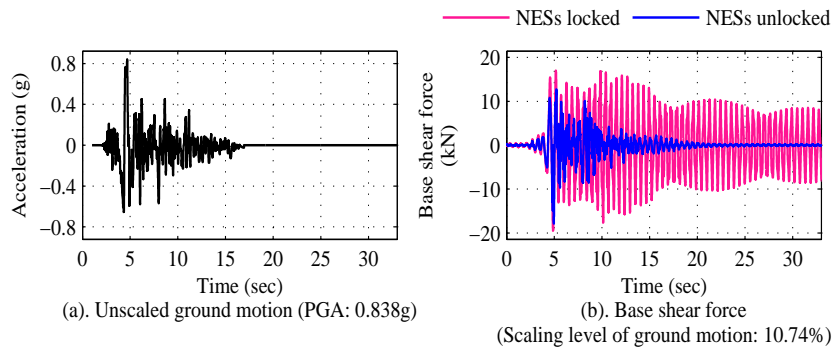 NESs locked NESs unlocked
Acceleration (g)
0.8
0.4
0
−0.4
−0.8
0 5 10 15 20 25 30
Time (sec)
(a). Unscaled ground motion (PGA: 0.838g)
Base shear force
(kN)
20
10
0
−10
−20
0 5 10 15 20 25 30
Time (sec)
(b). Base shear force
(Scaling level of ground motion: 10.74%)